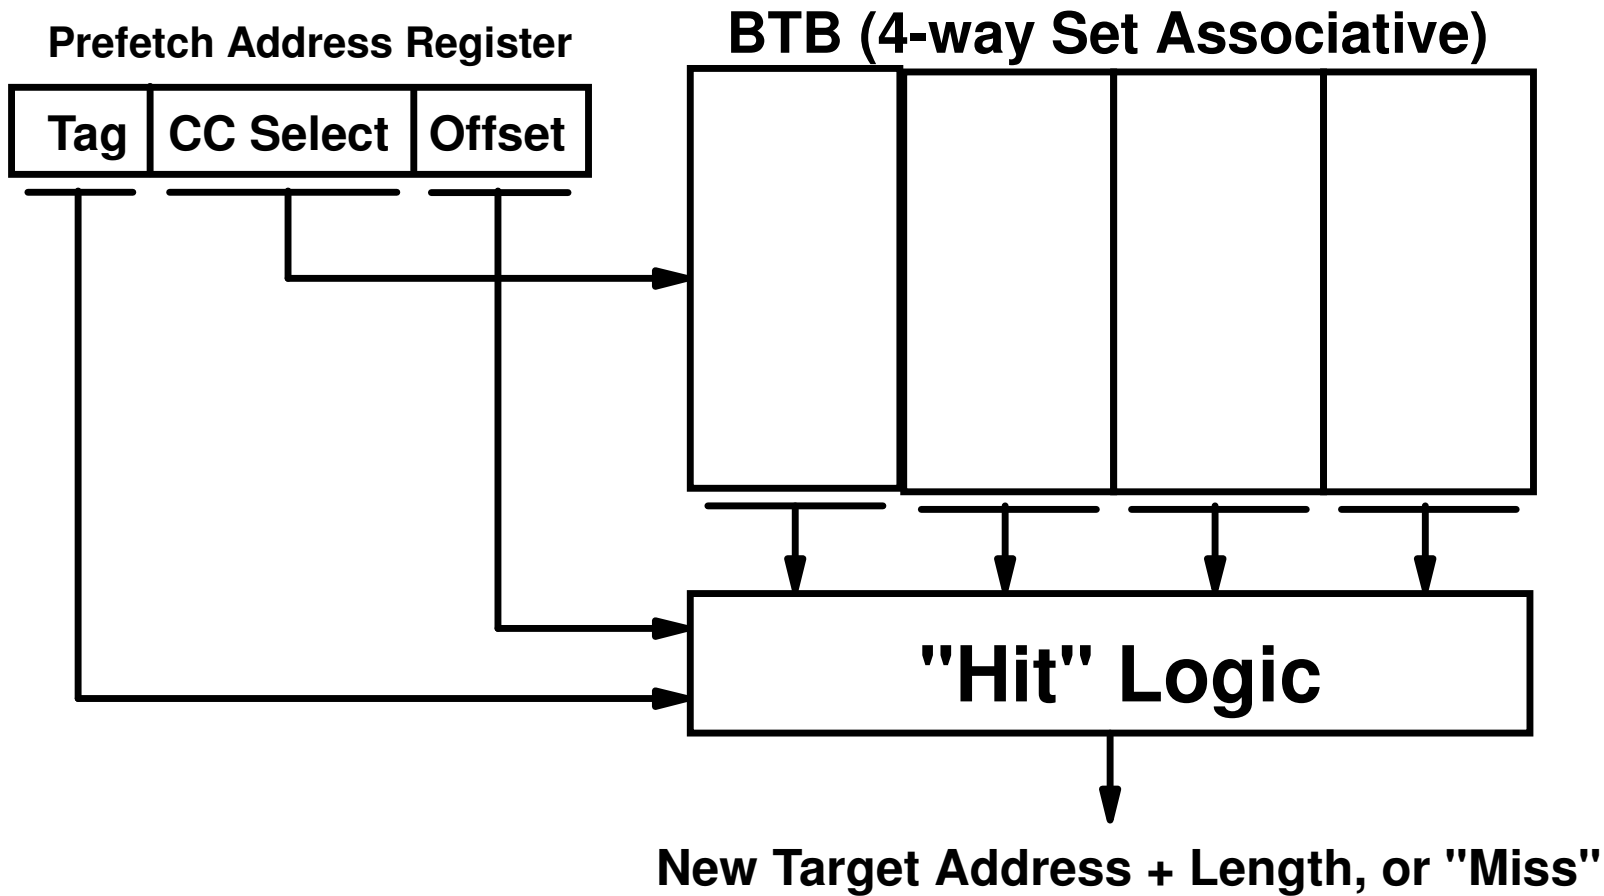 Prefetch Address Register
BTB (4-way Set Associative)
Tag CC Select Offset
"Hit" Logic
New Target Address + Length, or "Miss"